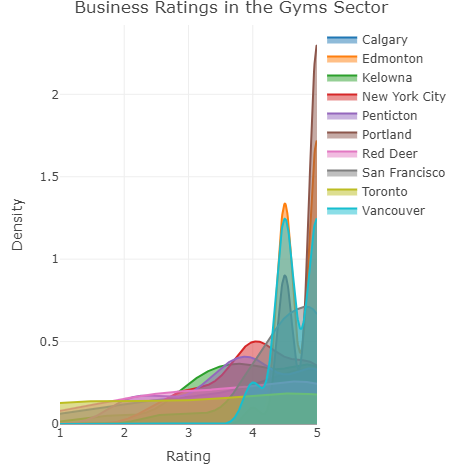 Business Ratings in the Gyms Sector
Calgary
Edmonton
Kelowna
New York City
Penticton
Portland
Red Deer
San Francisco
Toronto
Vancouver
Density
2
1.5
1
0.5
0
1
2
3
4
5
Rating